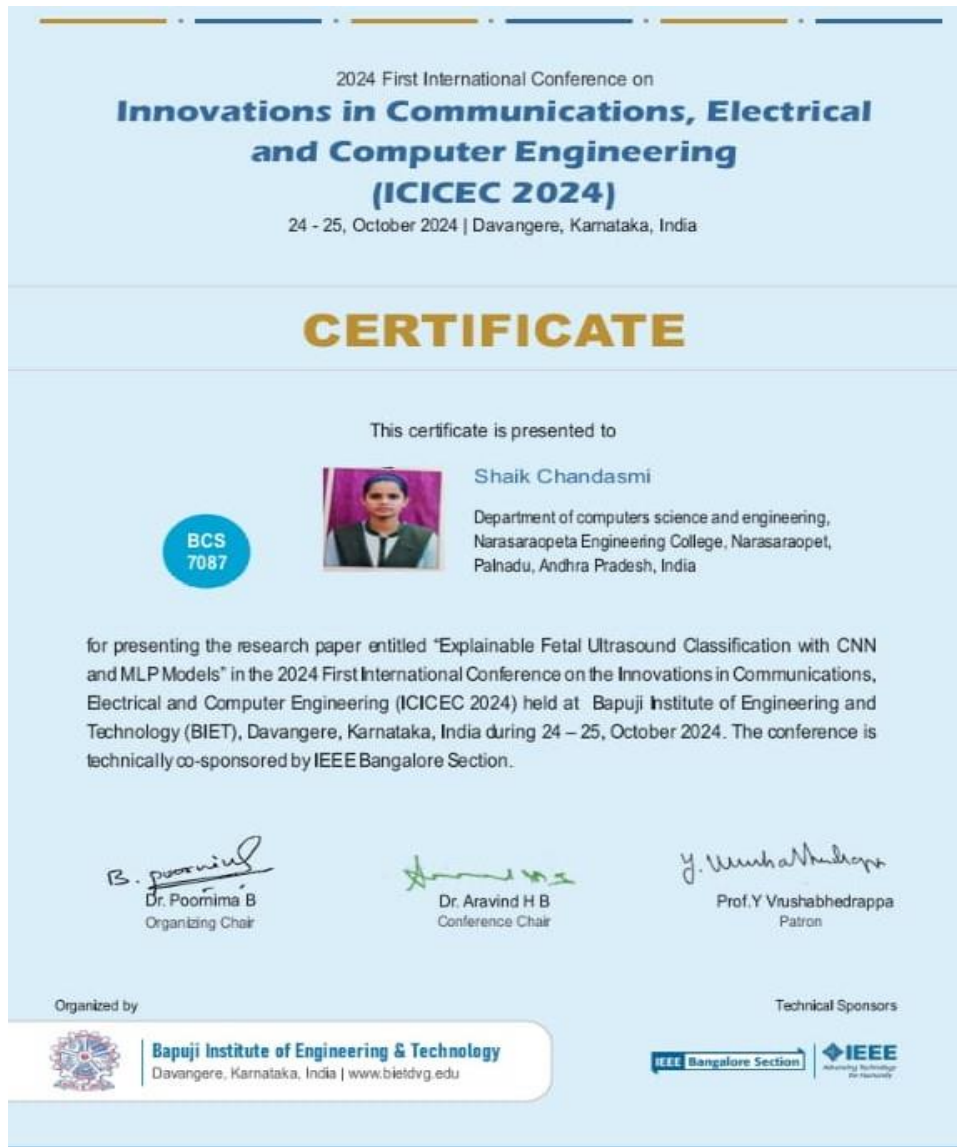 2024 First International Conference on
Innovations in Communications, Electrical
and Computer Engineering
(ICICEC 2024)
24 - 25, October 2024 | Davangere, Karnataka, India
CERTIFICATE
This certificate is presented to
Shaik Chandasmi
Department of computers science and engineering,
Narasaraopeta Engineering College, Narasaraopet,
Palnadu, Andhra Pradesh, India
BCS
7087
for presenting the research paper entitled “Explainable Fetal Ultrasound Classification with CNN
and MLP Models” in the 2024 First International Conference on the Innovations in Communications,
Electrical and Computer Engineering (ICICEC 2024) held at Bapuji Institute of Engineering and
Technology (BIET), Davangere, Karnataka, India during 24 – 25, October 2024. The conference is
technically co-sponsored by IEEE Bangalore Section.
B. Poornima
Dr. Poornima B
Organizing Chair
Dr. Aravind H B
Conference Chair
Y. Vrushabhedrappa
Prof.Y Vrushabhedrappa
Patron
Organized by
Technical Sponsors
Bapuji Institute of Engineering & Technology
Davangere, Karnataka, India | www.bietdvg.edu
IEEE Bangalore Section
IEEE
Advancing Technology
for Humanity